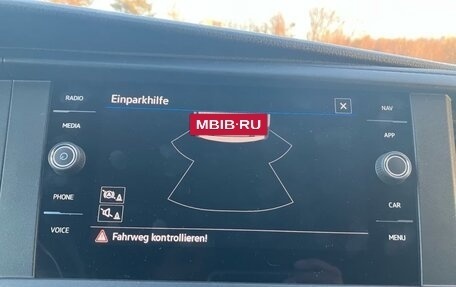 RADIO
Einparkhilfe
X
NAV
MEDIA
MBIB·RU
APP
PHONE
CAR
VOICE
Fahrweg kontrollieren!
MENU